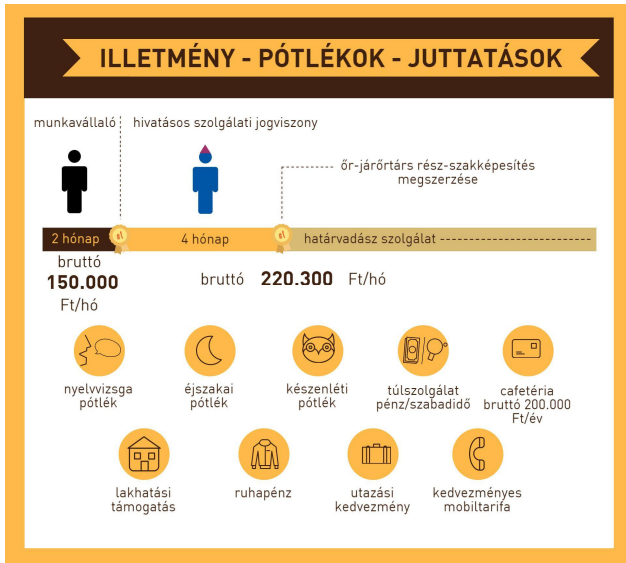 ILLETMÉNY - PÓTLÉKOK - JUTTATÁSOK
munkavállaló
hivatásos szolgálati jogviszony
őr-járőrtárs rész-szakképesítés
megszerzése
2 hónap
4 hónap
határvadász szolgálat
bruttó
150.000
Ft/hó
bruttó 220.300 Ft/hó
nyelvvizsga
pótlék
éjszakai
pótlék
készenléti
pótlék
túlszolgálat
pénz/szabadidő
cafetéria
bruttó 200.000
Ft/év
lakhatási
támogatás
ruhapénz
utazási
kedvezmény
kedvezményes
mobiltarifa